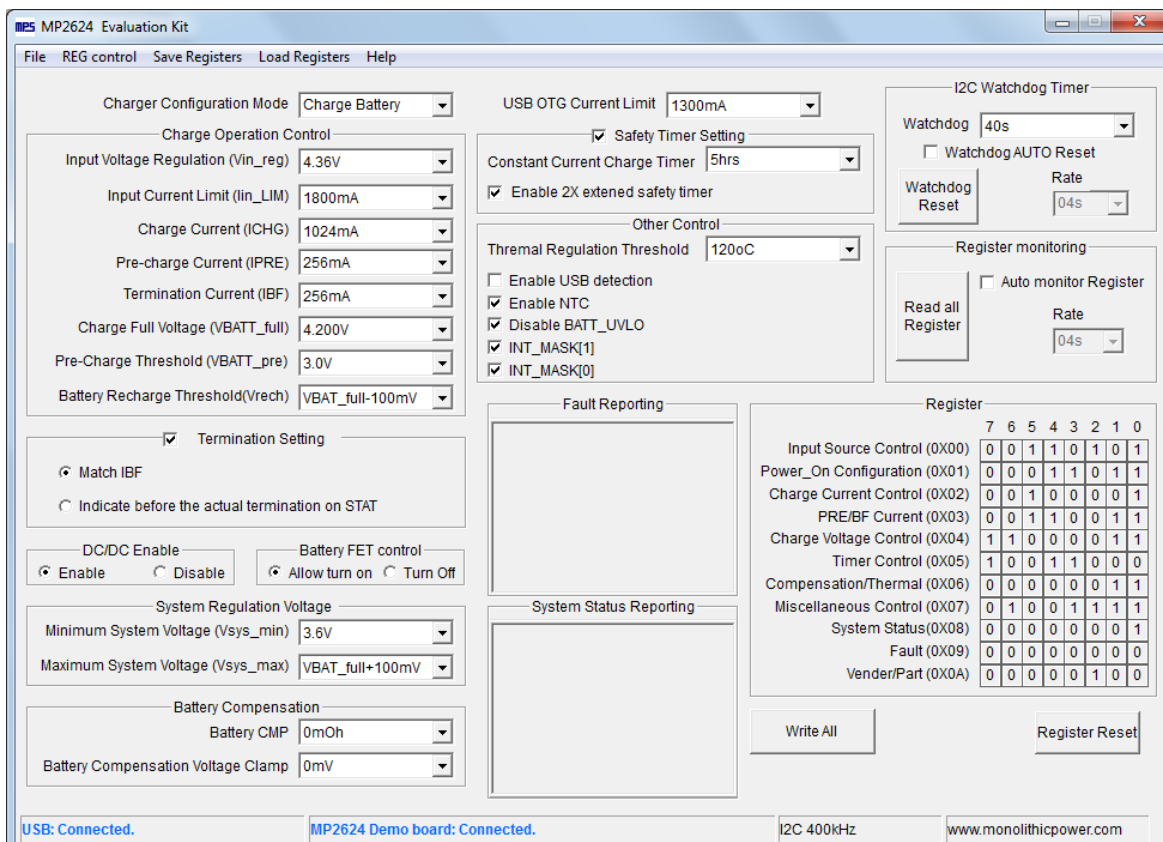 mps MP2624 Evaluation Kit
File REG control Save Registers Load Registers Help
Charger Configuration Mode Charge Battery
Charge Operation Control
Input Voltage Regulation (Vin_reg) 4.36V
Input Current Limit (Iin_LIM) 1800mA
Charge Current (ICHG) 1024mA
Pre-charge Current (IPRE) 256mA
Termination Current (IBF) 256mA
Charge Full Voltage (VBATT_full) 4.200V
Pre-Charge Threshold (VBATT_pre) 3.0V
Battery Recharge Threshold(Vrech) VBAT_full-100mV
Termination Setting
Match IBF
Indicate before the actual termination on STAT
DC/DC Enable
Enable Disable
Battery FET control
Allow turn on Turn Off
System Regulation Voltage
Minimum System Voltage (Vsys_min) 3.6V
Maximum System Voltage (Vsys_max) VBAT_full+100mV
Battery Compensation
Battery CMP 0mOh
Battery Compensation Voltage Clamp 0mV
USB OTG Current Limit 1300mA
Safety Timer Setting
Constant Current Charge Timer 5hrs
Enable 2X extened safety timer
Other Control
Thremal Regulation Threshold 120oC
Enable USB detection
Enable NTC
Disable BATT_UVLO
INT_MASK[1]
INT_MASK[0]
Fault Reporting
System Status Reporting
I2C Watchdog Timer
Watchdog 40s
Watchdog AUTO Reset
Watchdog
Reset
Rate
04s
Register monitoring
Auto monitor Register
Read all
Register
Rate
04s
Register
7 6 5 4 3 2 1 0
Input Source Control (0X00) 0 0 1 1 0 1 0 1
Power_On Configuration (0X01) 0 0 0 1 1 0 1 1
Charge Current Control (0X02) 0 0 1 0 0 0 0 1
PRE/BF Current (0X03) 0 0 1 1 0 0 1 1
Charge Voltage Control (0X04) 1 1 0 0 0 0 1 1
Timer Control (0X05) 1 0 0 1 1 0 0 1
Compensation/Thermal (0X06) 0 0 0 0 0 0 1 1
Miscellaneous Control (0X07) 0 1 0 0 1 1 1 1
System Status(0X08) 0 0 0 0 0 0 0 1
Fault (0X09) 0 0 0 0 0 0 0 0
Vender/Part (0X0A) 0 0 0 0 0 1 0 0
Write All
Register Reset
USB: Connected.
MP2624 Demo board: Connected.
I2C 400kHz
www.monolithicpower.com